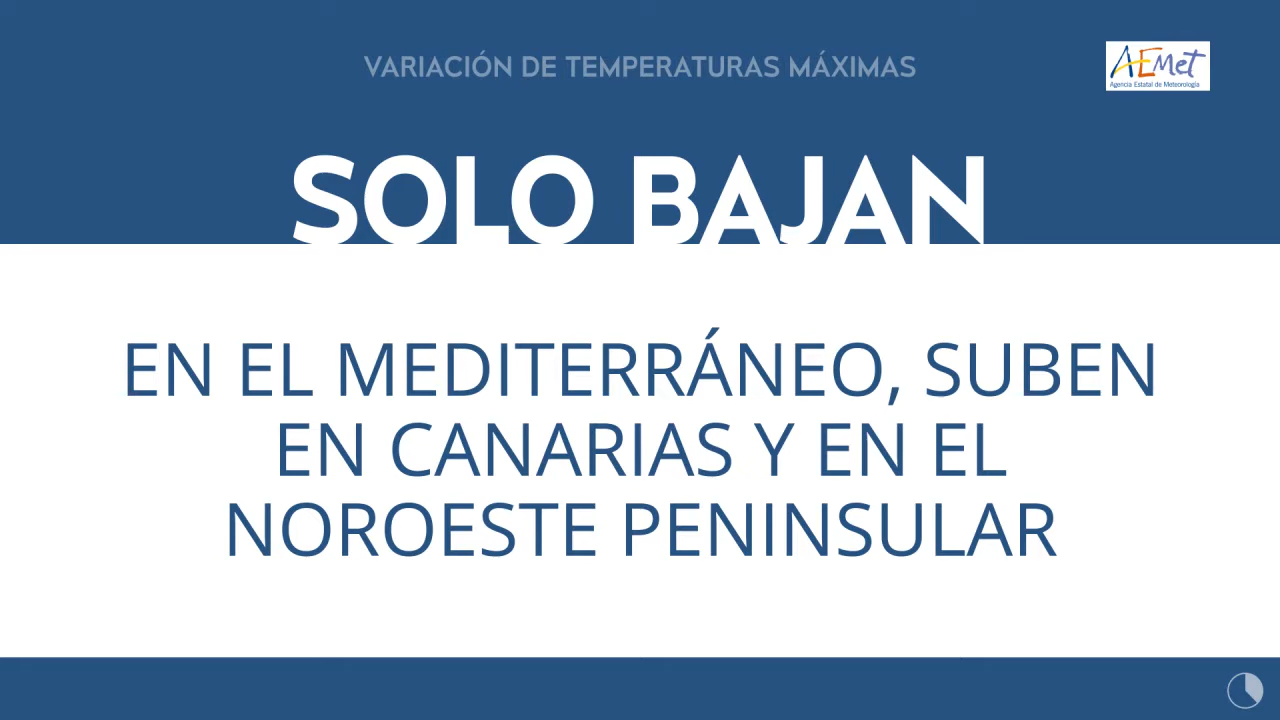 VARIACIÓN DE TEMPERATURAS MÁXIMAS
AEMet
Agencia Estatal de Meteorología
SOLO BAJAN
EN EL MEDITERRÁNEO, SUBEN
EN CANARIAS Y EN EL
NOROESTE PENINSULAR